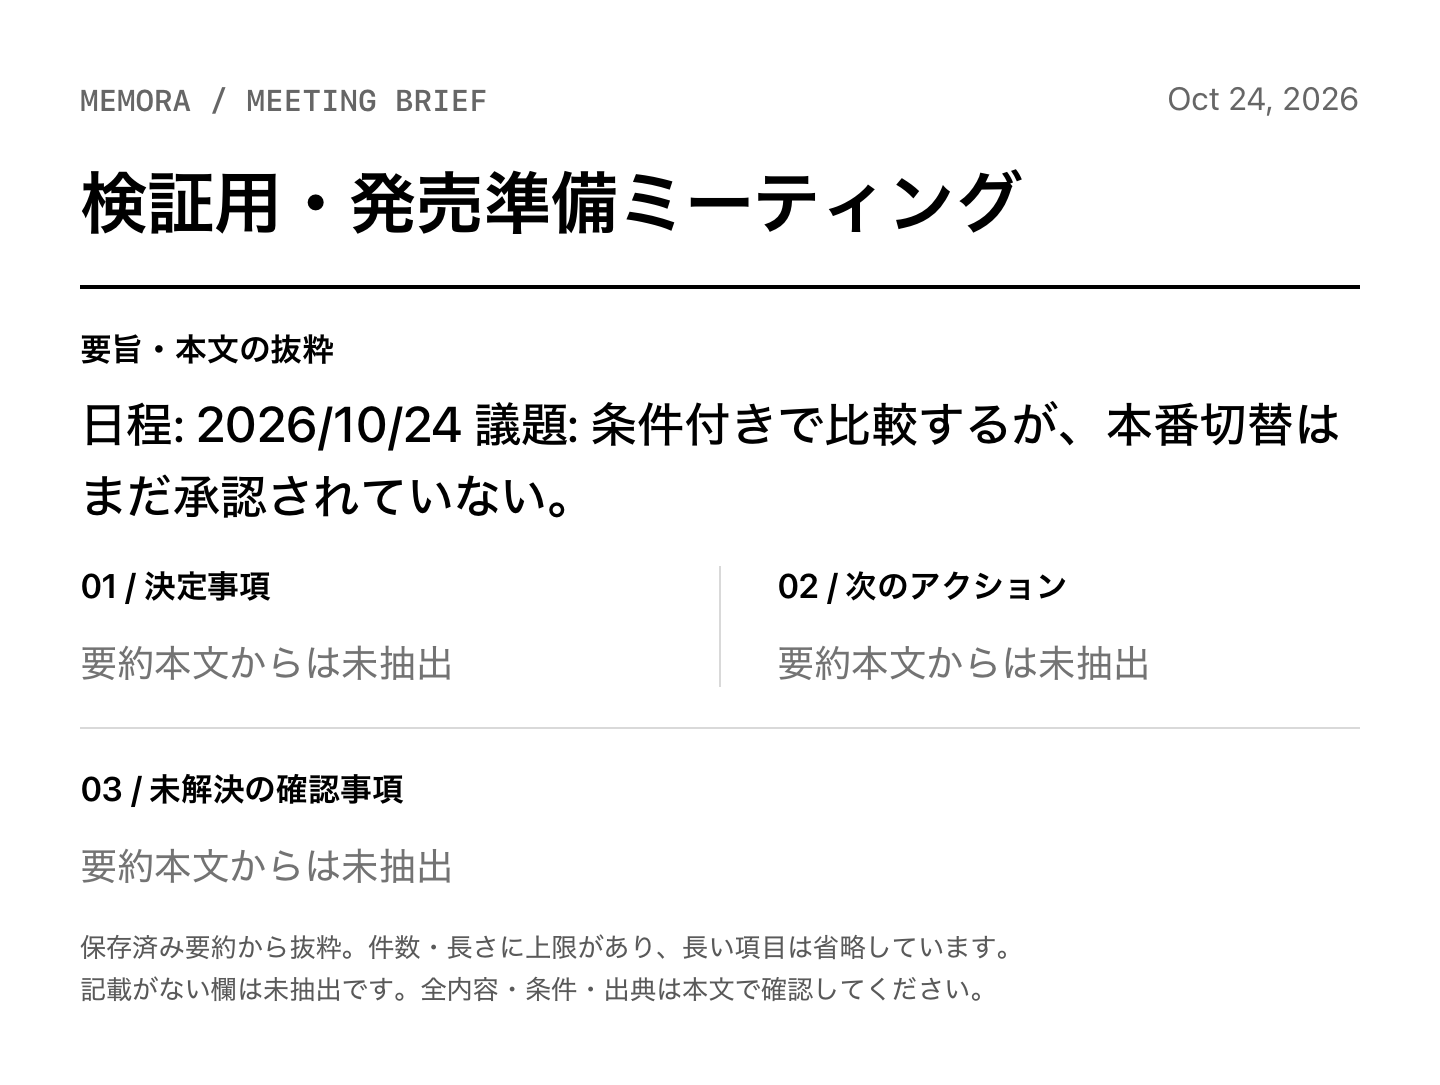 MEMORA / MEETING BRIEF
Oct 24, 2026
検証用・発売準備ミーティング
要旨・本文の抜粋
日程: 2026/10/24 議題: 条件付きで比較するが、本番切替は
まだ承認されていない。
01 / 決定事項
要約本文からは未抽出
02 / 次のアクション
要約本文からは未抽出
03 / 未解決の確認事項
要約本文からは未抽出
保存済み要約から抜粋。件数・長さに上限があり、長い項目は省略しています。
記載がない欄は未抽出です。全内容・条件・出典は本文で確認してください。